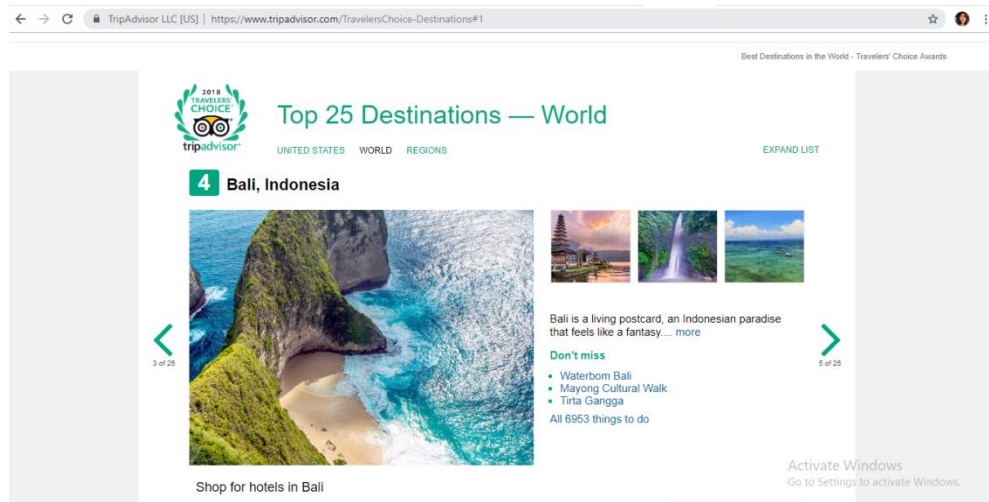 TripAdvisor LLC [US] | https://www.tripadvisor.com/TravelersChoice-Destinations#1
Best Destinations in the World - Travelers' Choice Awards
2018
TRAVELERS'
CHOICE
tripadvisor
Top 25 Destinations — World
UNITED STATES WORLD REGIONS
EXPAND LIST
4 Bali, Indonesia
Bali is a living postcard, an Indonesian paradise
that feels like a fantasy.... more
Don't miss
• Waterbom Bali
• Mayong Cultural Walk
• Tirta Gangga
All 6953 things to do
3 of 25
5 of 25
Shop for hotels in Bali
Activate Windows
Go to Settings to activate Windows.